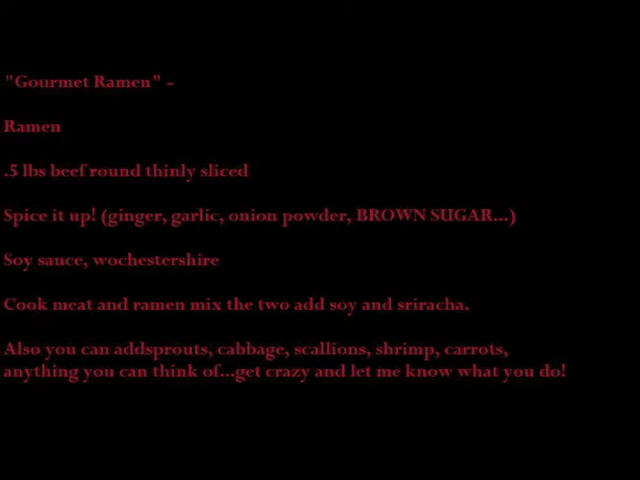 "Gourmet Ramen" -
Ramen
.5 lbs beef round thinly sliced
Spice it up! (ginger, garlic, onion powder, BROWN SUGAR...)
Soy sauce, wochestershire
Cook meat and ramen mix the two add soy and sriracha.
Also you can addsprouts, cabbage, scallions, shrimp, carrots,
anything you can think of...get crazy and let me know what you do!